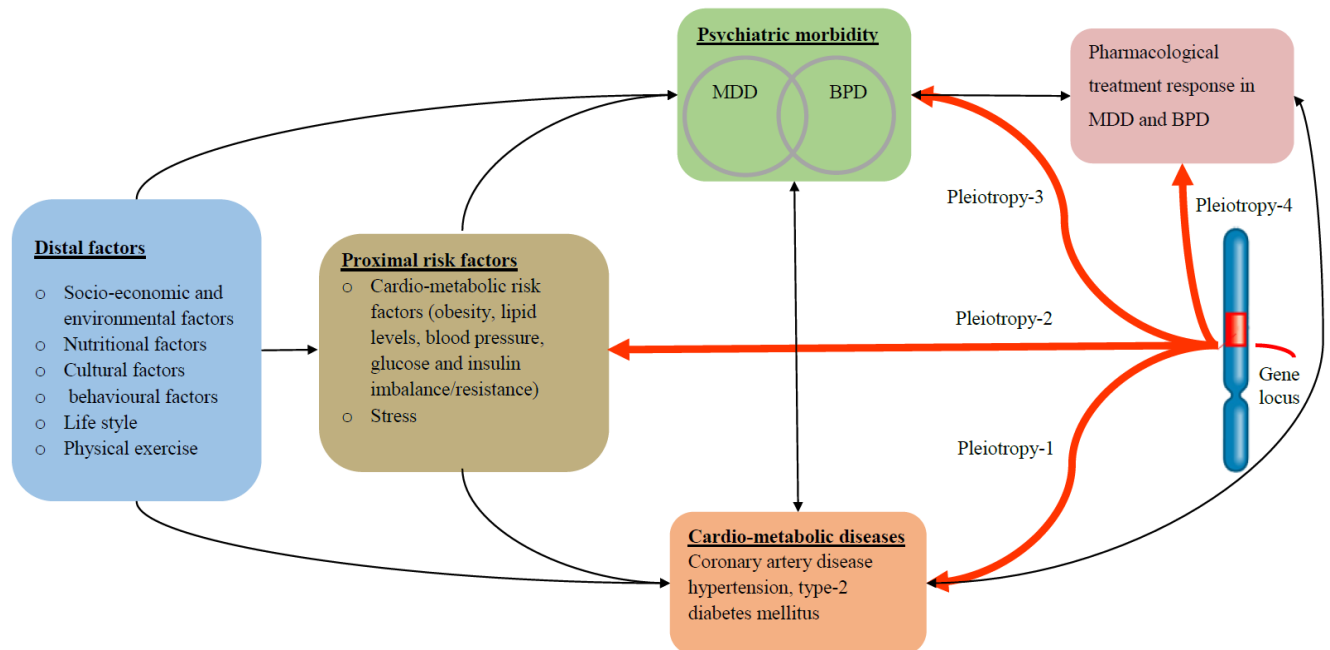 Psychiatric morbidity
MDD
BPD
Pharmacological
treatment response in
MDD and BPD
Pleiotropy-3
Pleiotropy-4
Distal factors
o Socio-economic and
environmental factors
o Nutritional factors
o Cultural factors
o behavioural factors
o Life style
o Physical exercise
Proximal risk factors
o Cardio-metabolic risk
factors (obesity, lipid
levels, blood pressure,
glucose and insulin
imbalance/resistance)
o Stress
Pleiotropy-2
Gene
locus
Pleiotropy-1
Cardio-metabolic diseases
Coronary artery disease
hypertension, type-2
diabetes mellitus